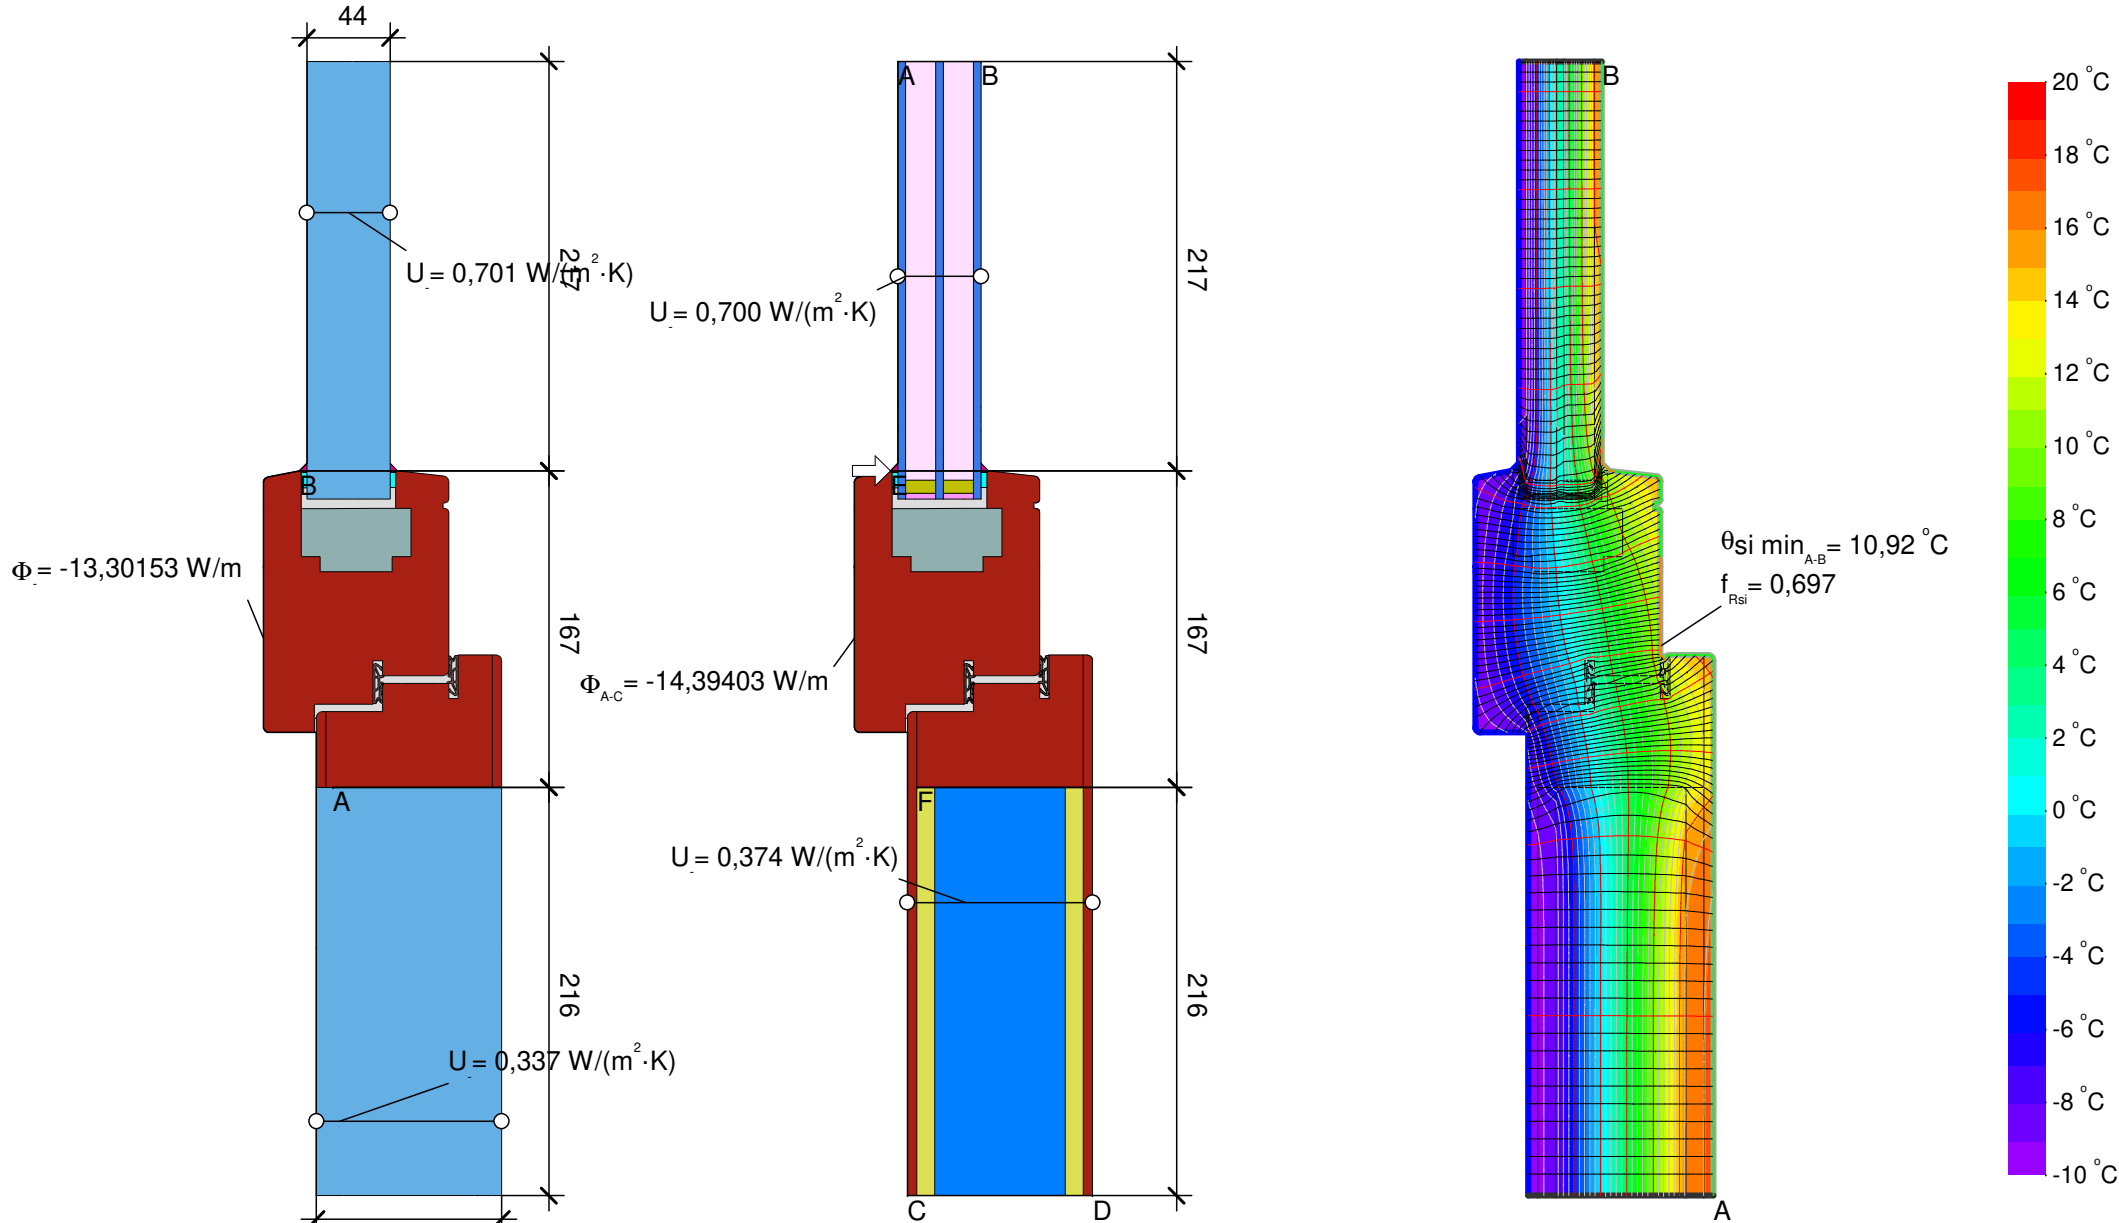 44
U = 0,701 W/(m²·K)
217
B
Φ = -13,30153 W/m
167
A
216
U = 0,337 W/(m²·K)
A
B
U = 0,700 W/(m²·K)
217
E
Φ A-C = -14,39403 W/m
167
F
U = 0,374 W/(m²·K)
216
C
D
B
θsi min A-B = 10,92 °C
f Rsi = 0,697
A
20 °C
18 °C
16 °C
14 °C
12 °C
10 °C
8 °C
6 °C
4 °C
2 °C
0 °C
-2 °C
-4 °C
-6 °C
-8 °C
-10 °C